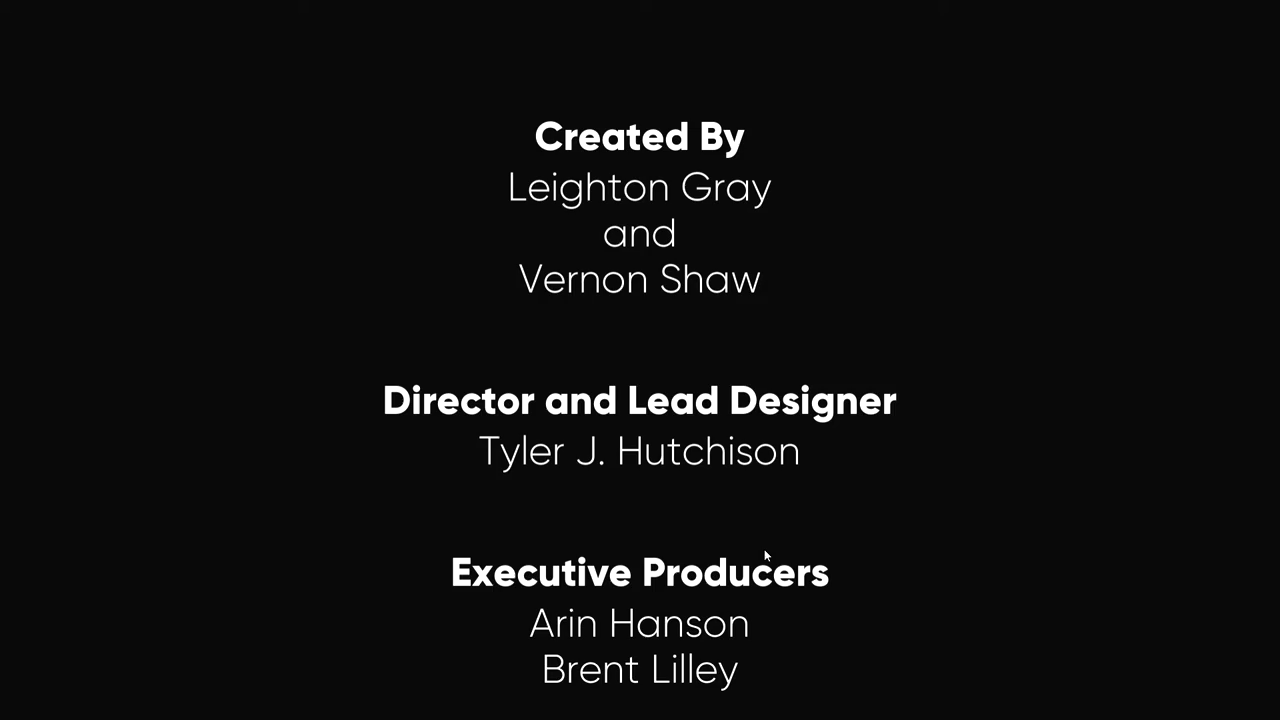 Created By
Leighton Gray
and
Vernon Shaw
Director and Lead Designer
Tyler J. Hutchison
Executive Producers
Arin Hanson
Brent Lilley